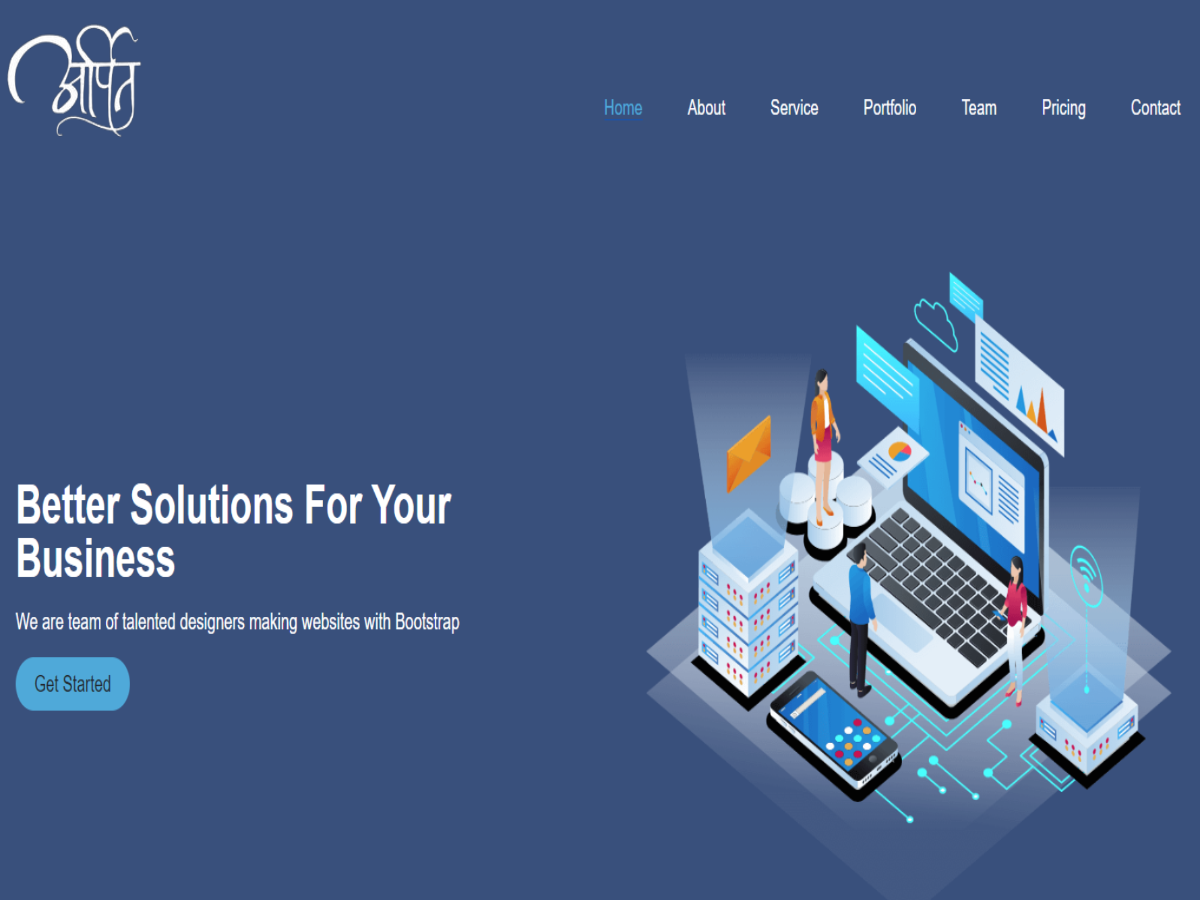 अर्पित
Home About Service Portfolio Team Pricing Contact
Better Solutions For Your
Business
We are team of talented designers making websites with Bootstrap
Get Started